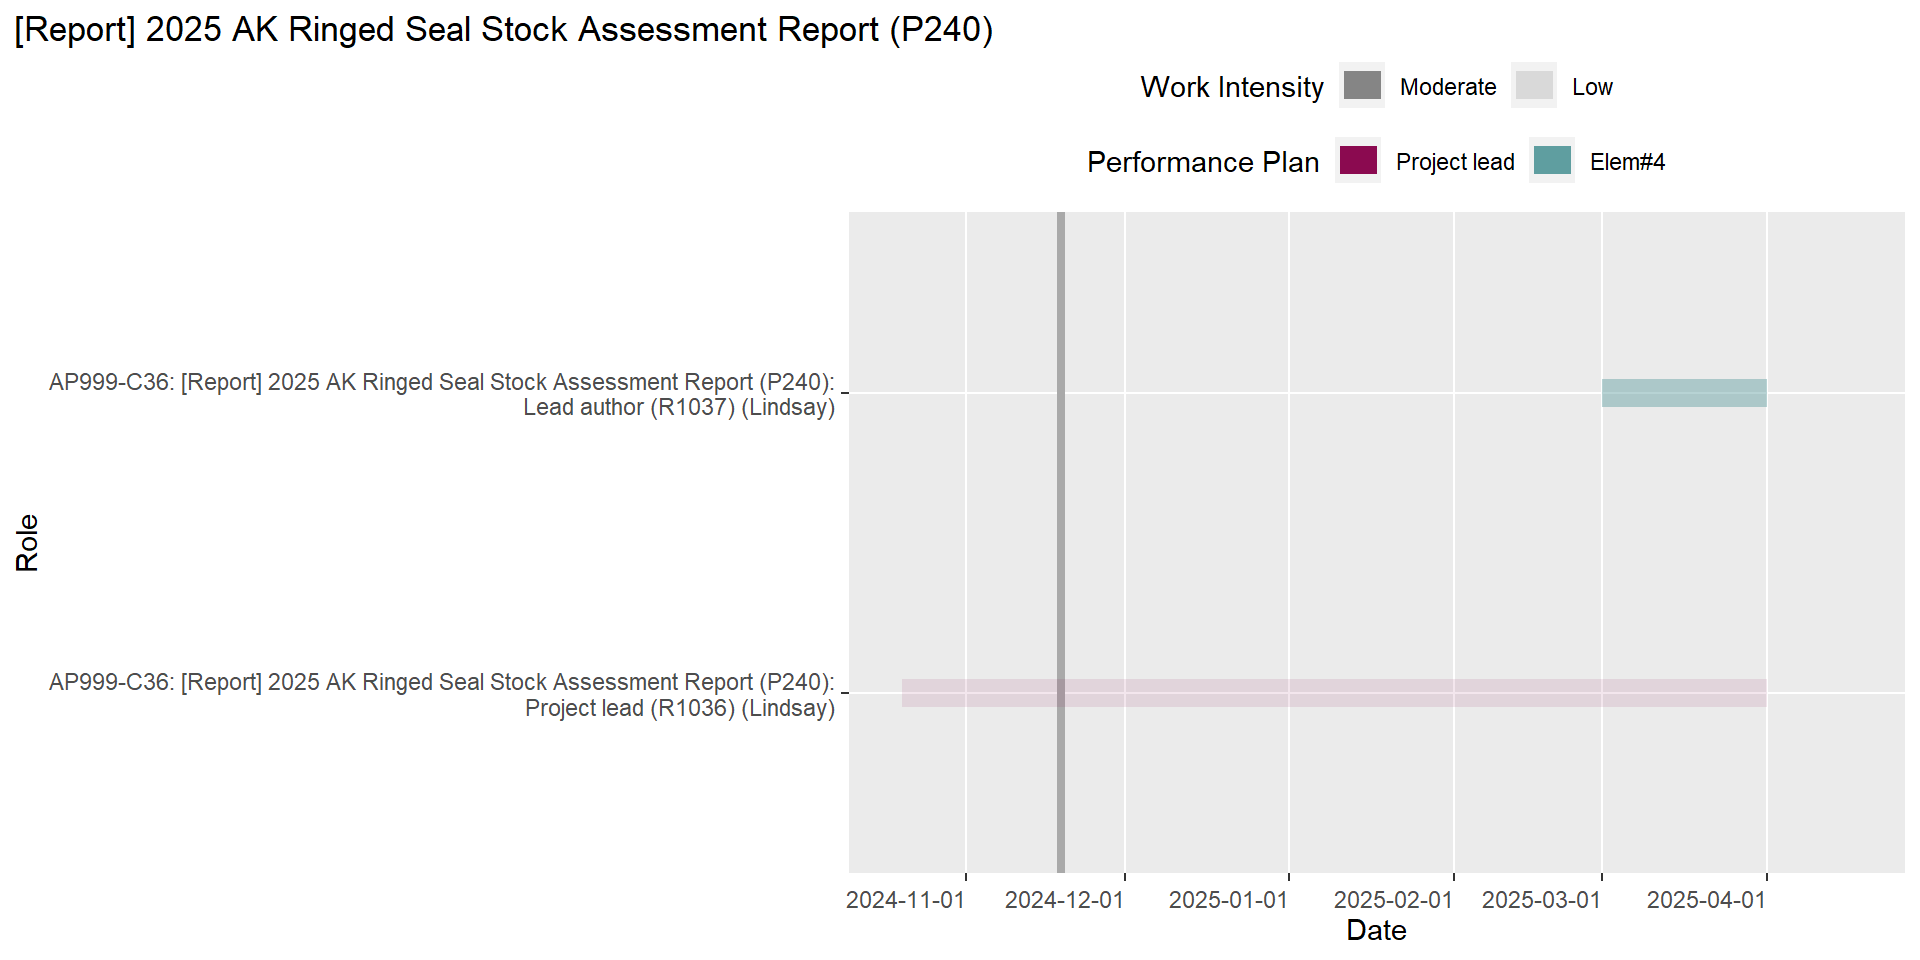 [Report] 2025 AK Ringed Seal Stock Assessment Report (P240)
Work Intensity Moderate Low
Performance Plan Project lead Elem#4
AP999-C36: [Report] 2025 AK Ringed Seal Stock Assessment Report (P240):
Lead author (R1037) (Lindsay)
Role
AP999-C36: [Report] 2025 AK Ringed Seal Stock Assessment Report (P240):
Project lead (R1036) (Lindsay)
2024-11-01 2024-12-01 2025-01-01 2025-02-01 2025-03-01 2025-04-01
Date